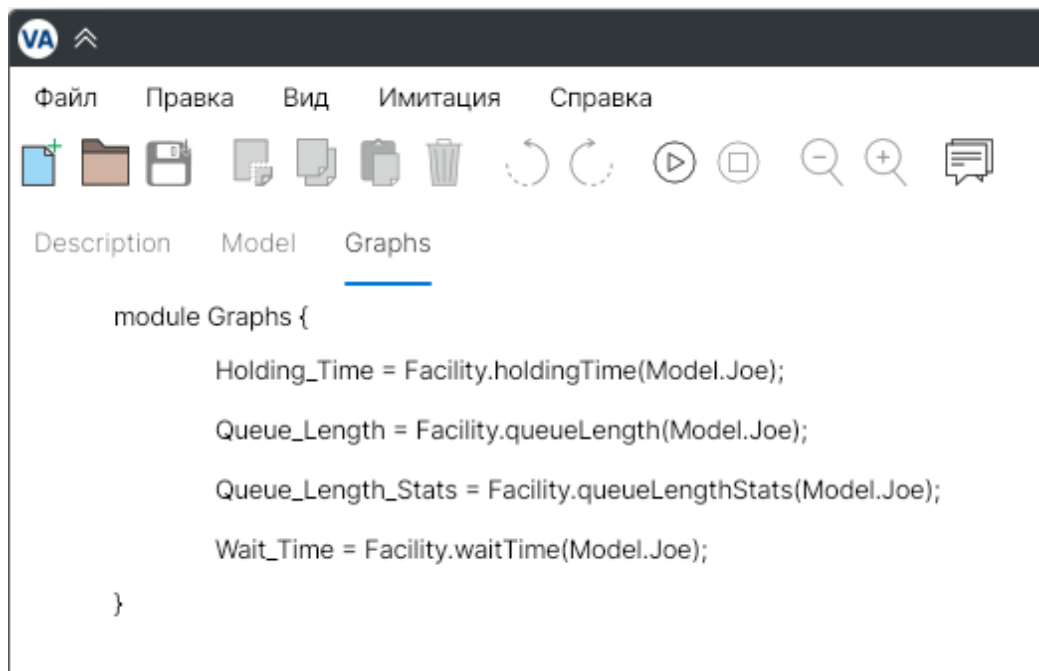 VA
Файл Правка Вид Имитация Справка
Description Model Graphs
module Graphs {
Holding_Time = Facility.holdingTime(Model.Joe);
Queue_Length = Facility.queueLength(Model.Joe);
Queue_Length_Stats = Facility.queueLengthStats(Model.Joe);
Wait_Time = Facility.waitTime(Model.Joe);
}